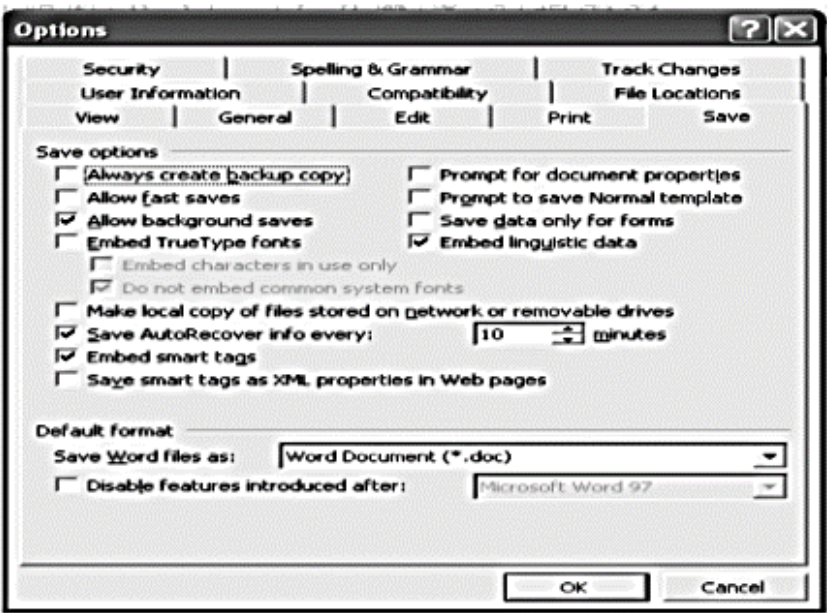 Options
Security Spelling & Grammar Track Changes
User Information Compatibility File Locations
View General Edit Print Save
Save options
Always create backup copy Prompt for document properties
Allow fast saves Prompt to save Normal template
Allow background saves Save data only for forms
Embed TrueType fonts Embed linguistic data
Embed characters in use only
Do not embed common system fonts
Make local copy of files stored on network or removable drives
Save AutoRecover info every: 10 minutes
Embed smart tags
Save smart tags as XML properties in Web pages
Default format
Save Word files as: Word Document (*.doc)
Disable features introduced after: Microsoft Word 97
OK Cancel